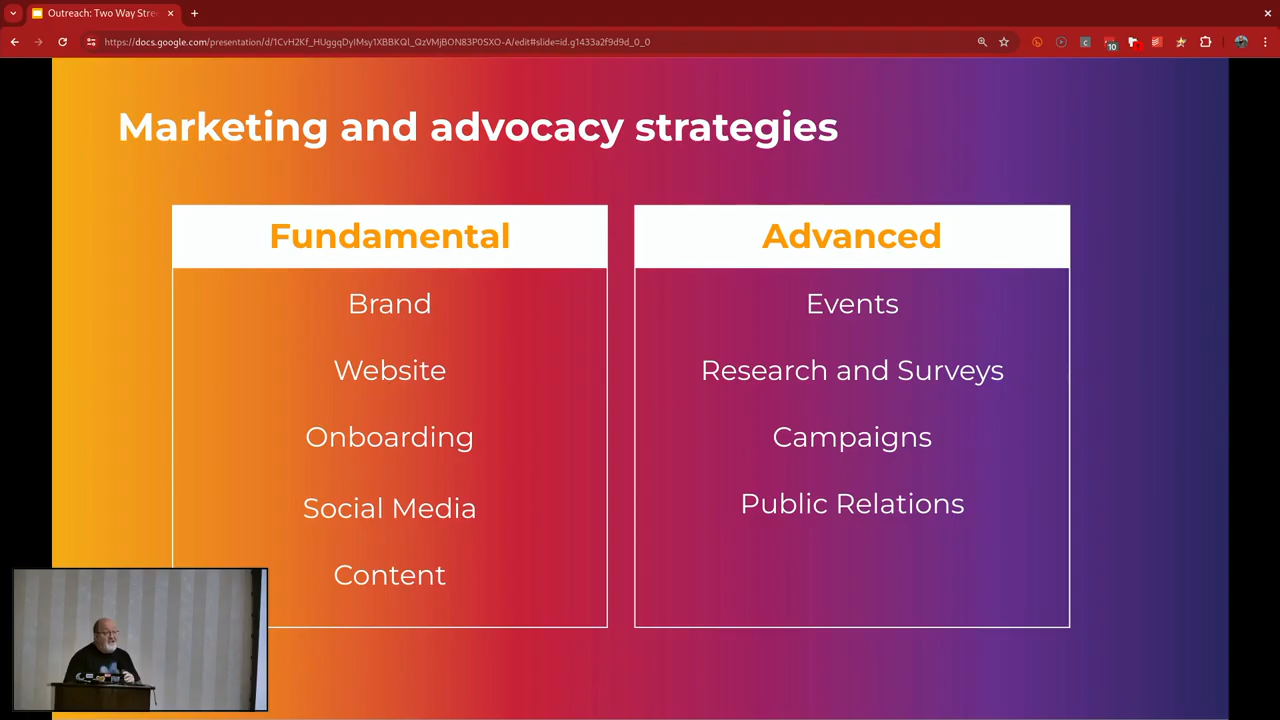 Outreach: Two Way Stre
https://docs.google.com/presentation/d/1CvH2Kf_HUggqDyIMsy1XBBKQl_QzVMjBON83P0SXO-A/edit#slide=id.g1433a2f9d9d_0_0
10
Marketing and advocacy strategies
Fundamental
Brand
Website
Onboarding
Social Media
Content
Advanced
Events
Research and Surveys
Campaigns
Public Relations